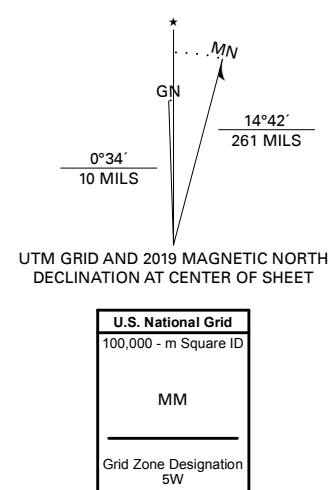 ★
MN
GN
14°42´
261 MILS
0°34´
10 MILS
UTM GRID AND 2019 MAGNETIC NORTH
DECLINATION AT CENTER OF SHEET
U.S. National Grid
100,000 - m Square ID
MM
Grid Zone Designation
5W